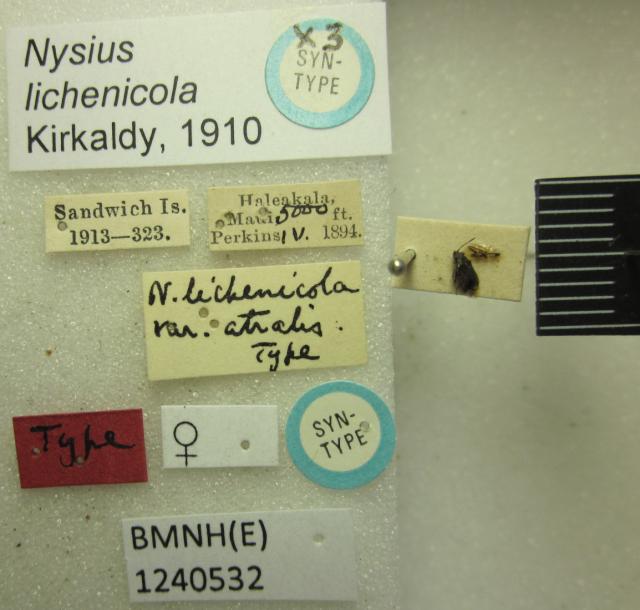 Nysius
lichenicola
Kirkaldy, 1910
X3
SYN-
TYPE
Sandwich Is.
1913—323.
Haleakala,
Maui 5000 ft.
Perkins IV. 1894.
N. lichenicola
var. atralis.
Type
Type
♀
SYN-
TYPE
BMNH(E)
1240532